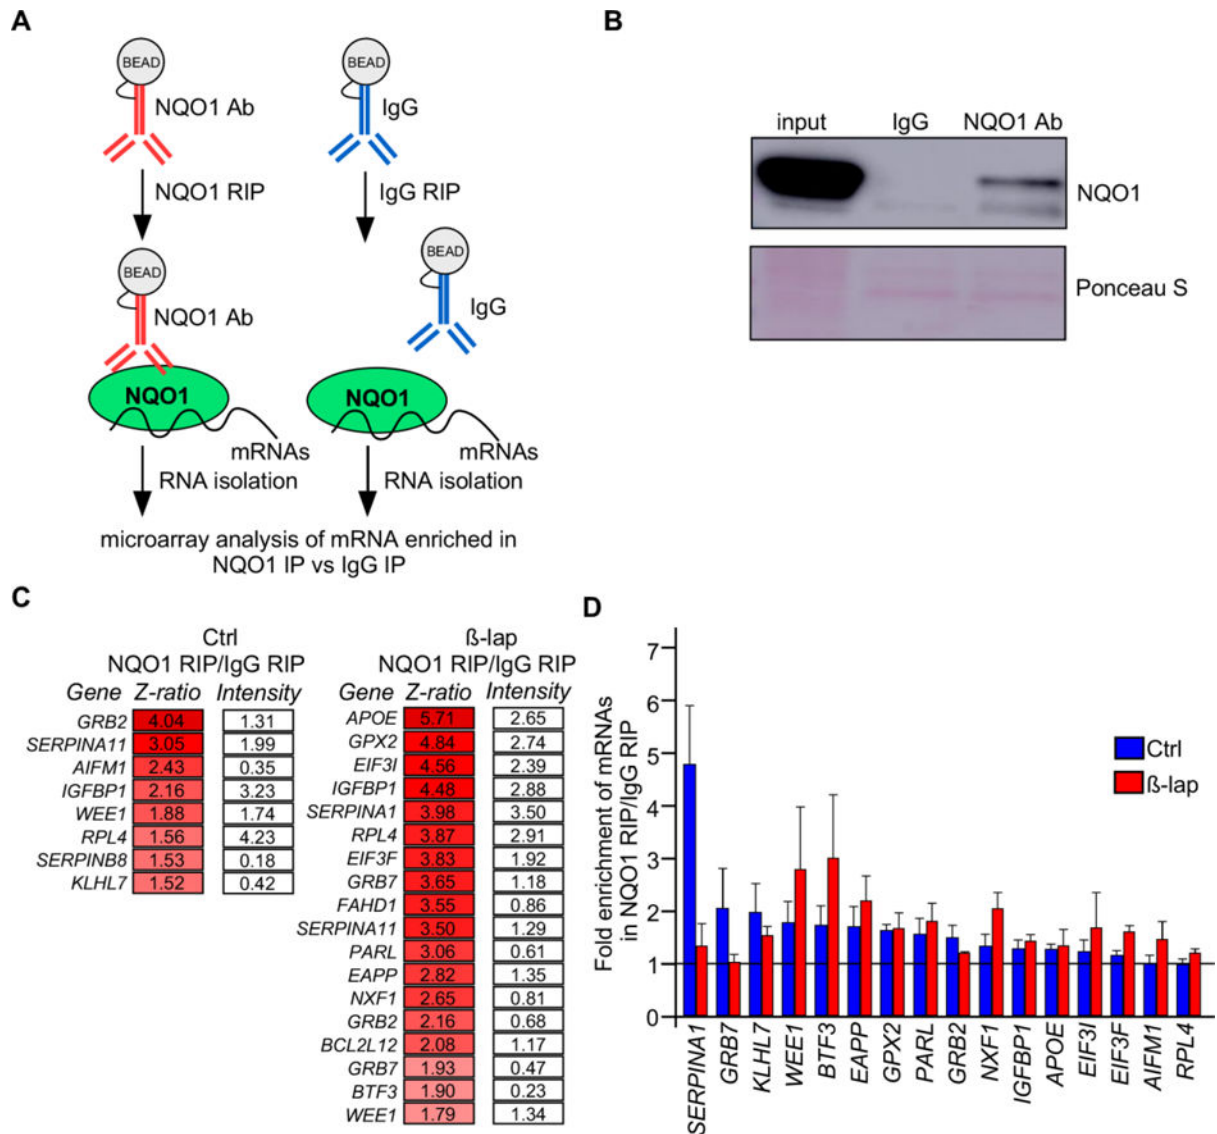 A
BEAD
NQO1 Ab
BEAD
IgG
NQO1 RIP
IgG RIP
BEAD
NQO1 Ab
BEAD
IgG
NQO1
NQO1
mRNAs
mRNAs
RNA isolation
RNA isolation
microarray analysis of mRNA enriched in
NQO1 IP vs IgG IP
B
input IgG NQO1 Ab
NQO1
Ponceau S
C
Ctrl
NQO1 RIP/IgG RIP
Gene Z-ratio Intensity
GRB2 4.04 1.31
SERPINA11 3.05 1.99
AIFM1 2.43 0.35
IGFBP1 2.16 3.23
WEE1 1.88 1.74
RPL4 1.56 4.23
SERPINB8 1.53 0.18
KLHL7 1.52 0.42
ß-lap
NQO1 RIP/IgG RIP
Gene Z-ratio Intensity
APOE 5.71 2.65
GPX2 4.84 2.74
EIF3I 4.56 2.39
IGFBP1 4.48 2.88
SERPINA1 3.98 3.50
RPL4 3.87 2.91
EIF3F 3.83 1.92
GRB7 3.65 1.18
FAHD1 3.55 0.86
SERPINA11 3.50 1.29
PARL 3.06 0.61
EAPP 2.82 1.35
NXF1 2.65 0.81
GRB2 2.16 0.68
BCL2L12 2.08 1.17
GRB7 1.93 0.47
BTF3 1.90 0.23
WEE1 1.79 1.34
D
Fold enrichment of mRNAs
in NQO1 RIP/IgG RIP
7
6
5
4
3
2
1
0
Ctrl
ß-lap
SERPINA1
GRB7
KLHL7
WEE1
BTF3
EAPP
GPX2
PARL
GRB2
NXF1
IGFBP1
APOE
EIF3I
EIF3F
AIFM1
RPL4